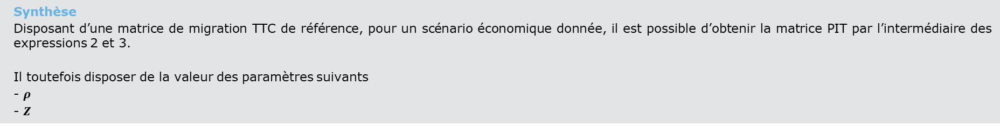 Synthèse
Disposant d’une matrice de migration TTC de référence, pour un scénario économique donnée, il est possible d’obtenir la matrice PIT par l’intermédiaire des
expressions 2 et 3.
Il toutefois disposer de la valeur des paramètres suivants
- ρ
- Z